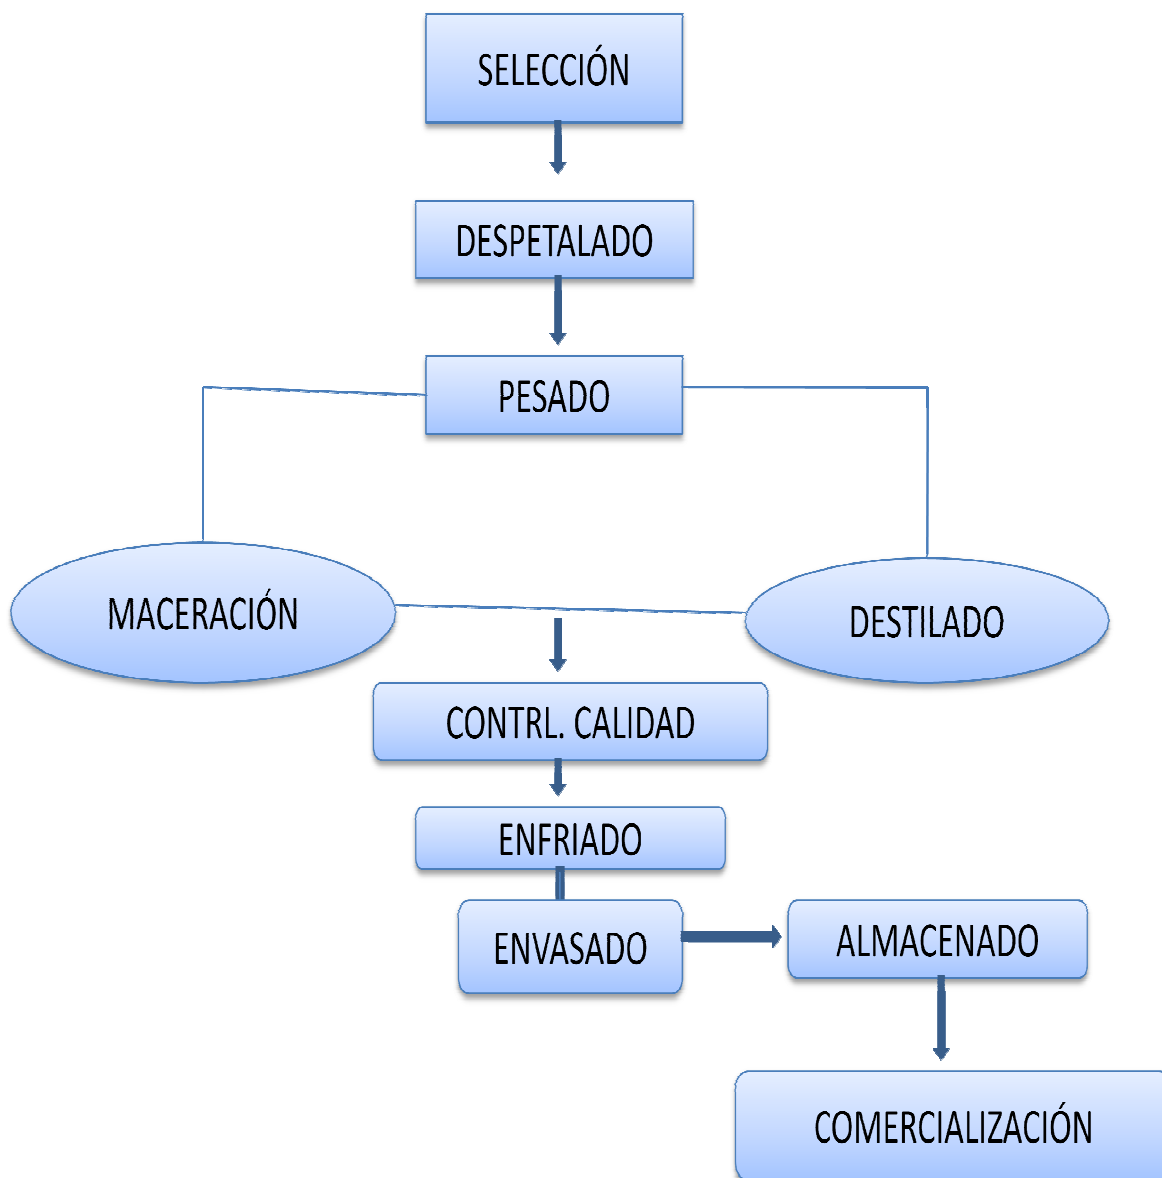 SELECCIÓN
DESPETALADO
PESADO
MACERACIÓN
DESTILADO
CONTRL. CALIDAD
ENFRIADO
ENVASADO
ALMACENADO
COMERCIALIZACIÓN